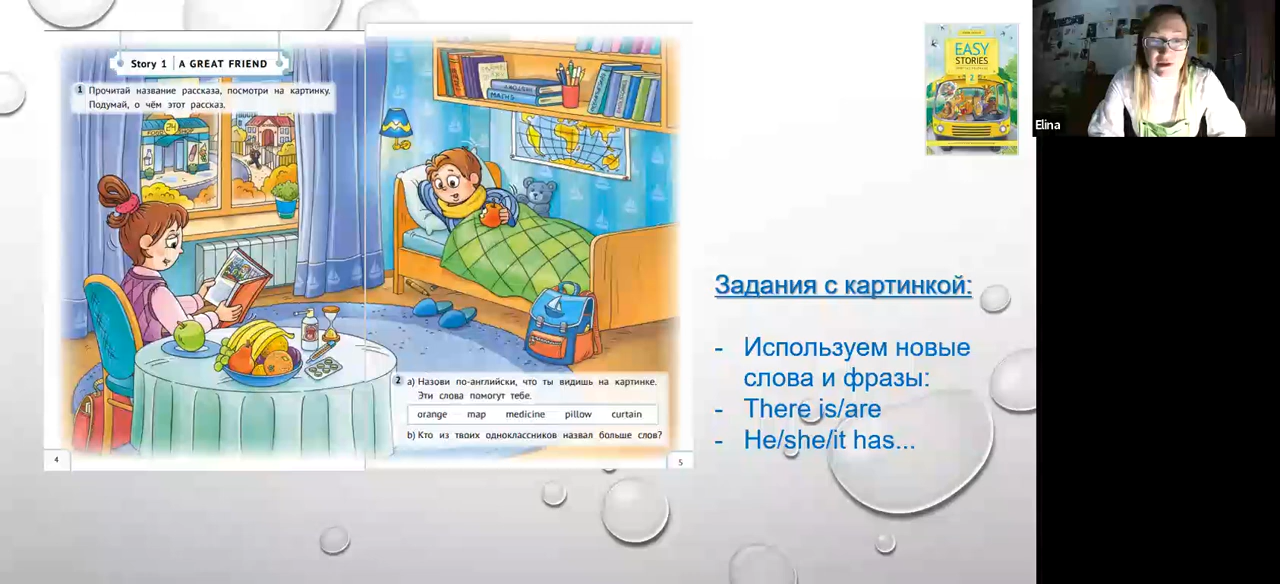 Story 1 | A GREAT FRIEND
1 Прочитай название рассказа, посмотри на картинку.
Подумай, о чём этот рассказ.
FOOD SHOP
MATHS
2 a) Назови по-английски, что ты видишь на картинке.
Эти слова помогут тебе.
orange map medicine pillow curtain
b) Кто из твоих одноклассников назвал больше слов?
4
5
EASY
STORIES
2
Elina
Задания с картинкой:
- Используем новые
слова и фразы:
- There is/are
- He/she/it has...